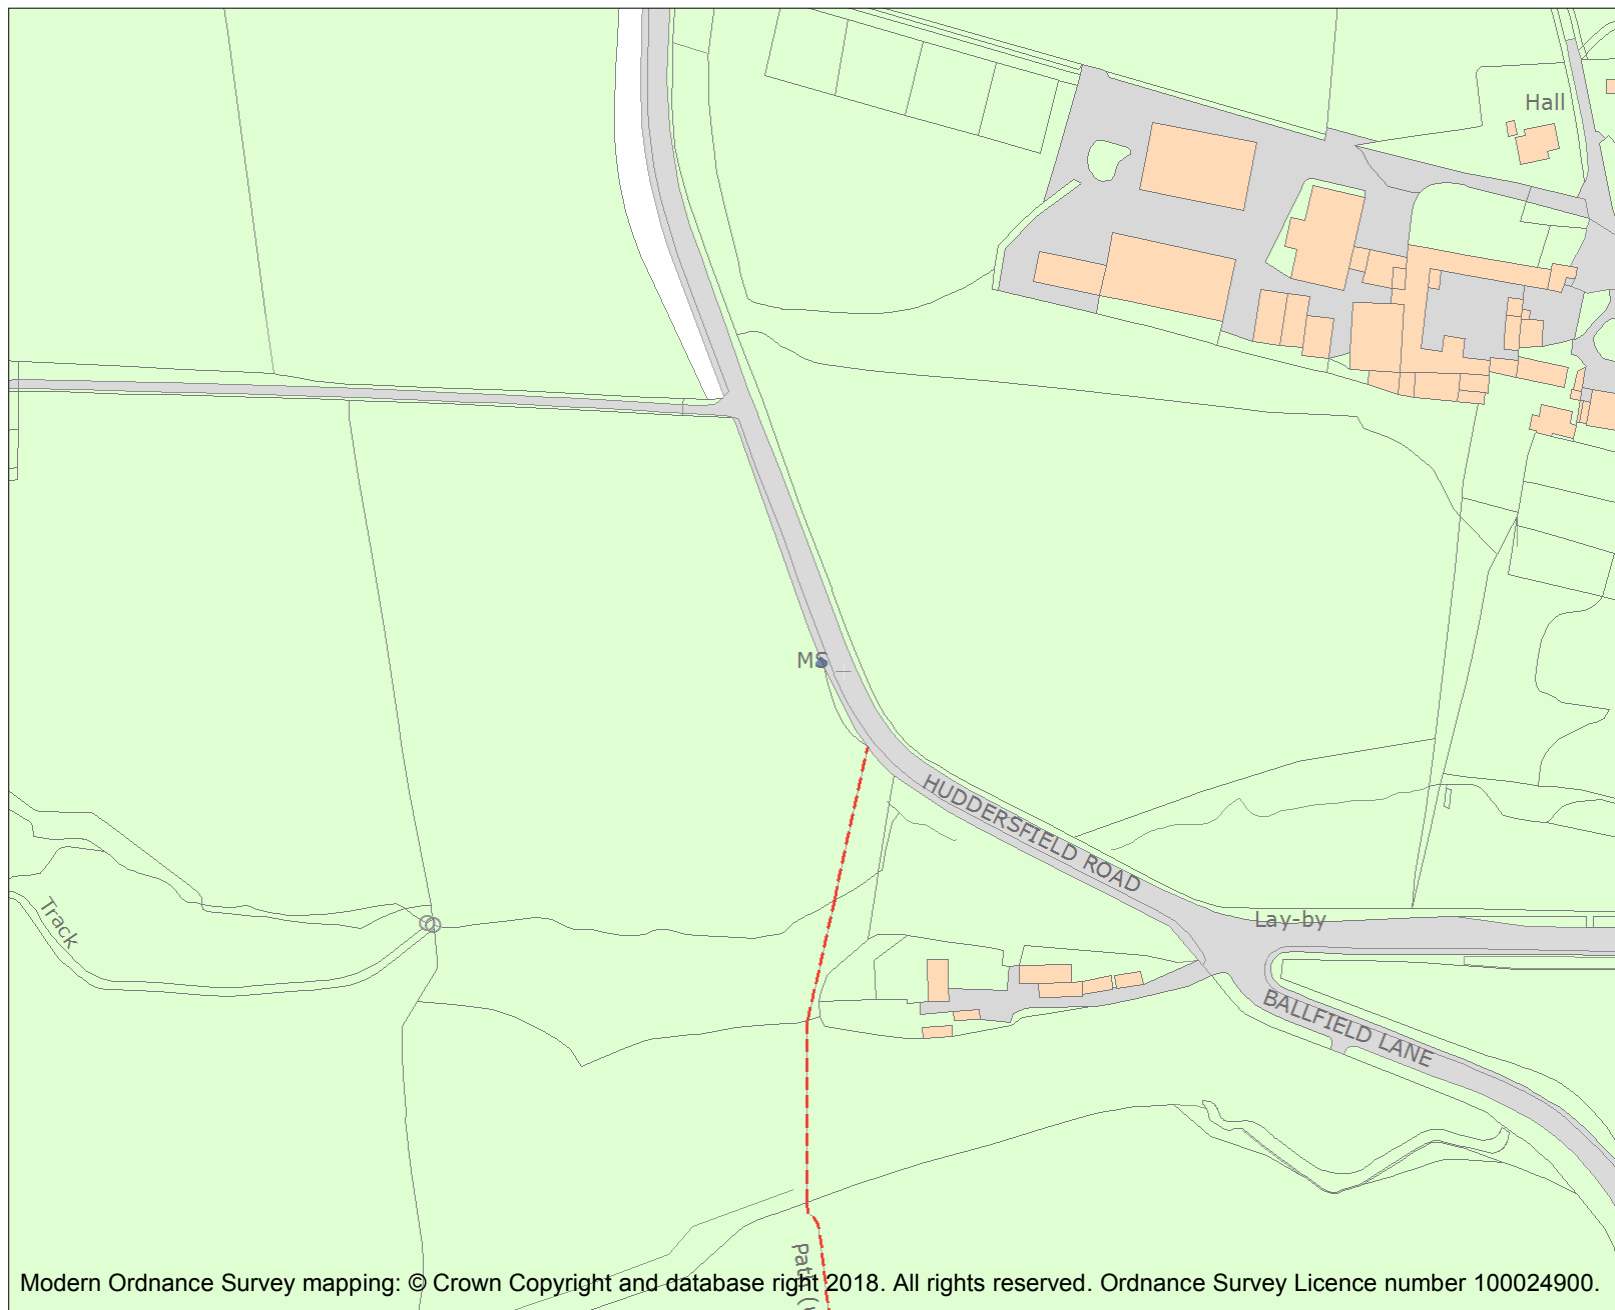 Hall
MS
HUDDERSFIELD ROAD
Track
Lay-by
BALLFIELD LANE
Path (
Modern Ordnance Survey mapping: © Crown Copyright and database right 2018. All rights reserved. Ordnance Survey Licence number 100024900.